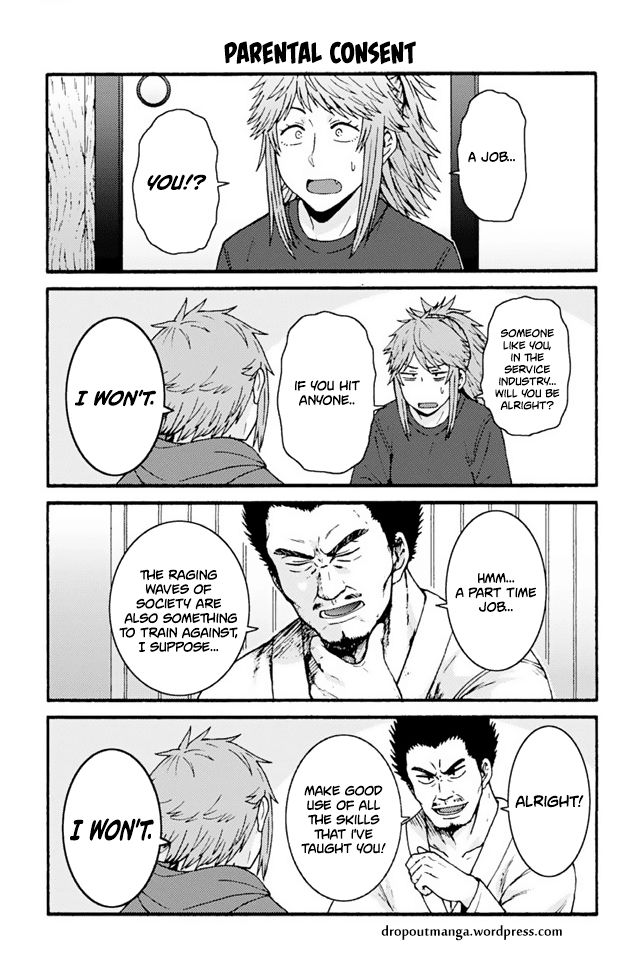 PARENTAL CONSENT
A JOB...
YOU!?
SOMEONE
LIKE YOU,
IN THE
SERVICE
INDUSTRY...
WILL YOU BE
ALRIGHT?
IF YOU HIT
ANYONE..
I WON'T.
HMM...
A PART TIME
JOB...
THE RAGING
WAVES OF
SOCIETY ARE
ALSO SOMETHING
TO TRAIN AGAINST,
I SUPPOSE...
ALRIGHT!
MAKE GOOD
USE OF ALL
THE SKILLS
THAT I'VE
TAUGHT YOU!
I WON'T.
dropoutmanga.wordpress.com